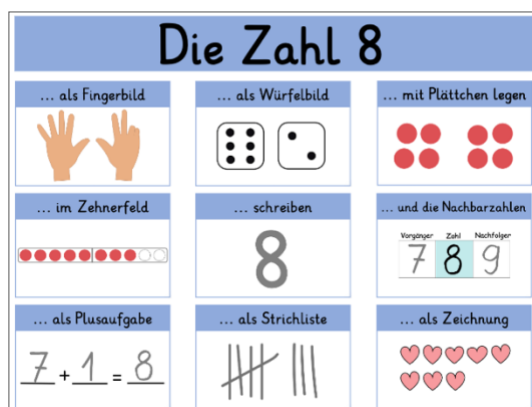 Die Zahl 8
... als Fingerbild
... als Würfelbild
... mit Plättchen legen
... im Zehnerfeld
... schreiben
8
... und die Nachbarzahlen
Vorgänger Zahl Nachfolger
7 8 9
... als Plusaufgabe
7 + 1 = 8
... als Strichliste
... als Zeichnung